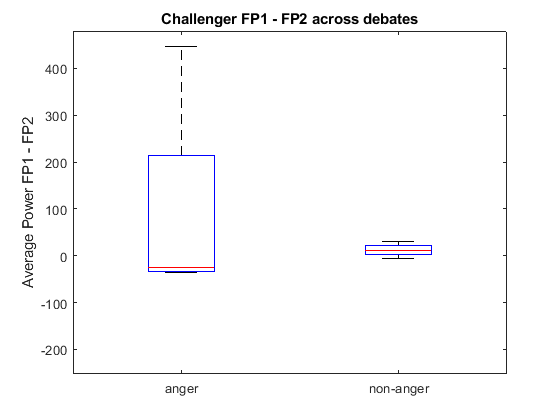 Challenger FP1 - FP2 across debates
Average Power FP1 - FP2
400
300
200
100
0
-100
-200
anger
non-anger